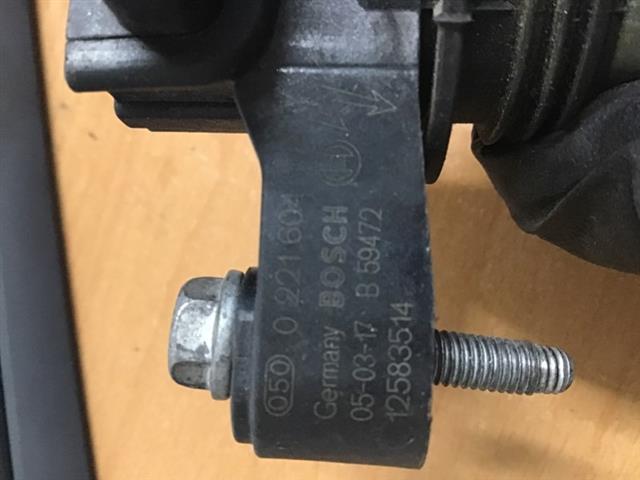 050 0 221 604
Germany BOSCH
05-03-17 B 59472
12583514